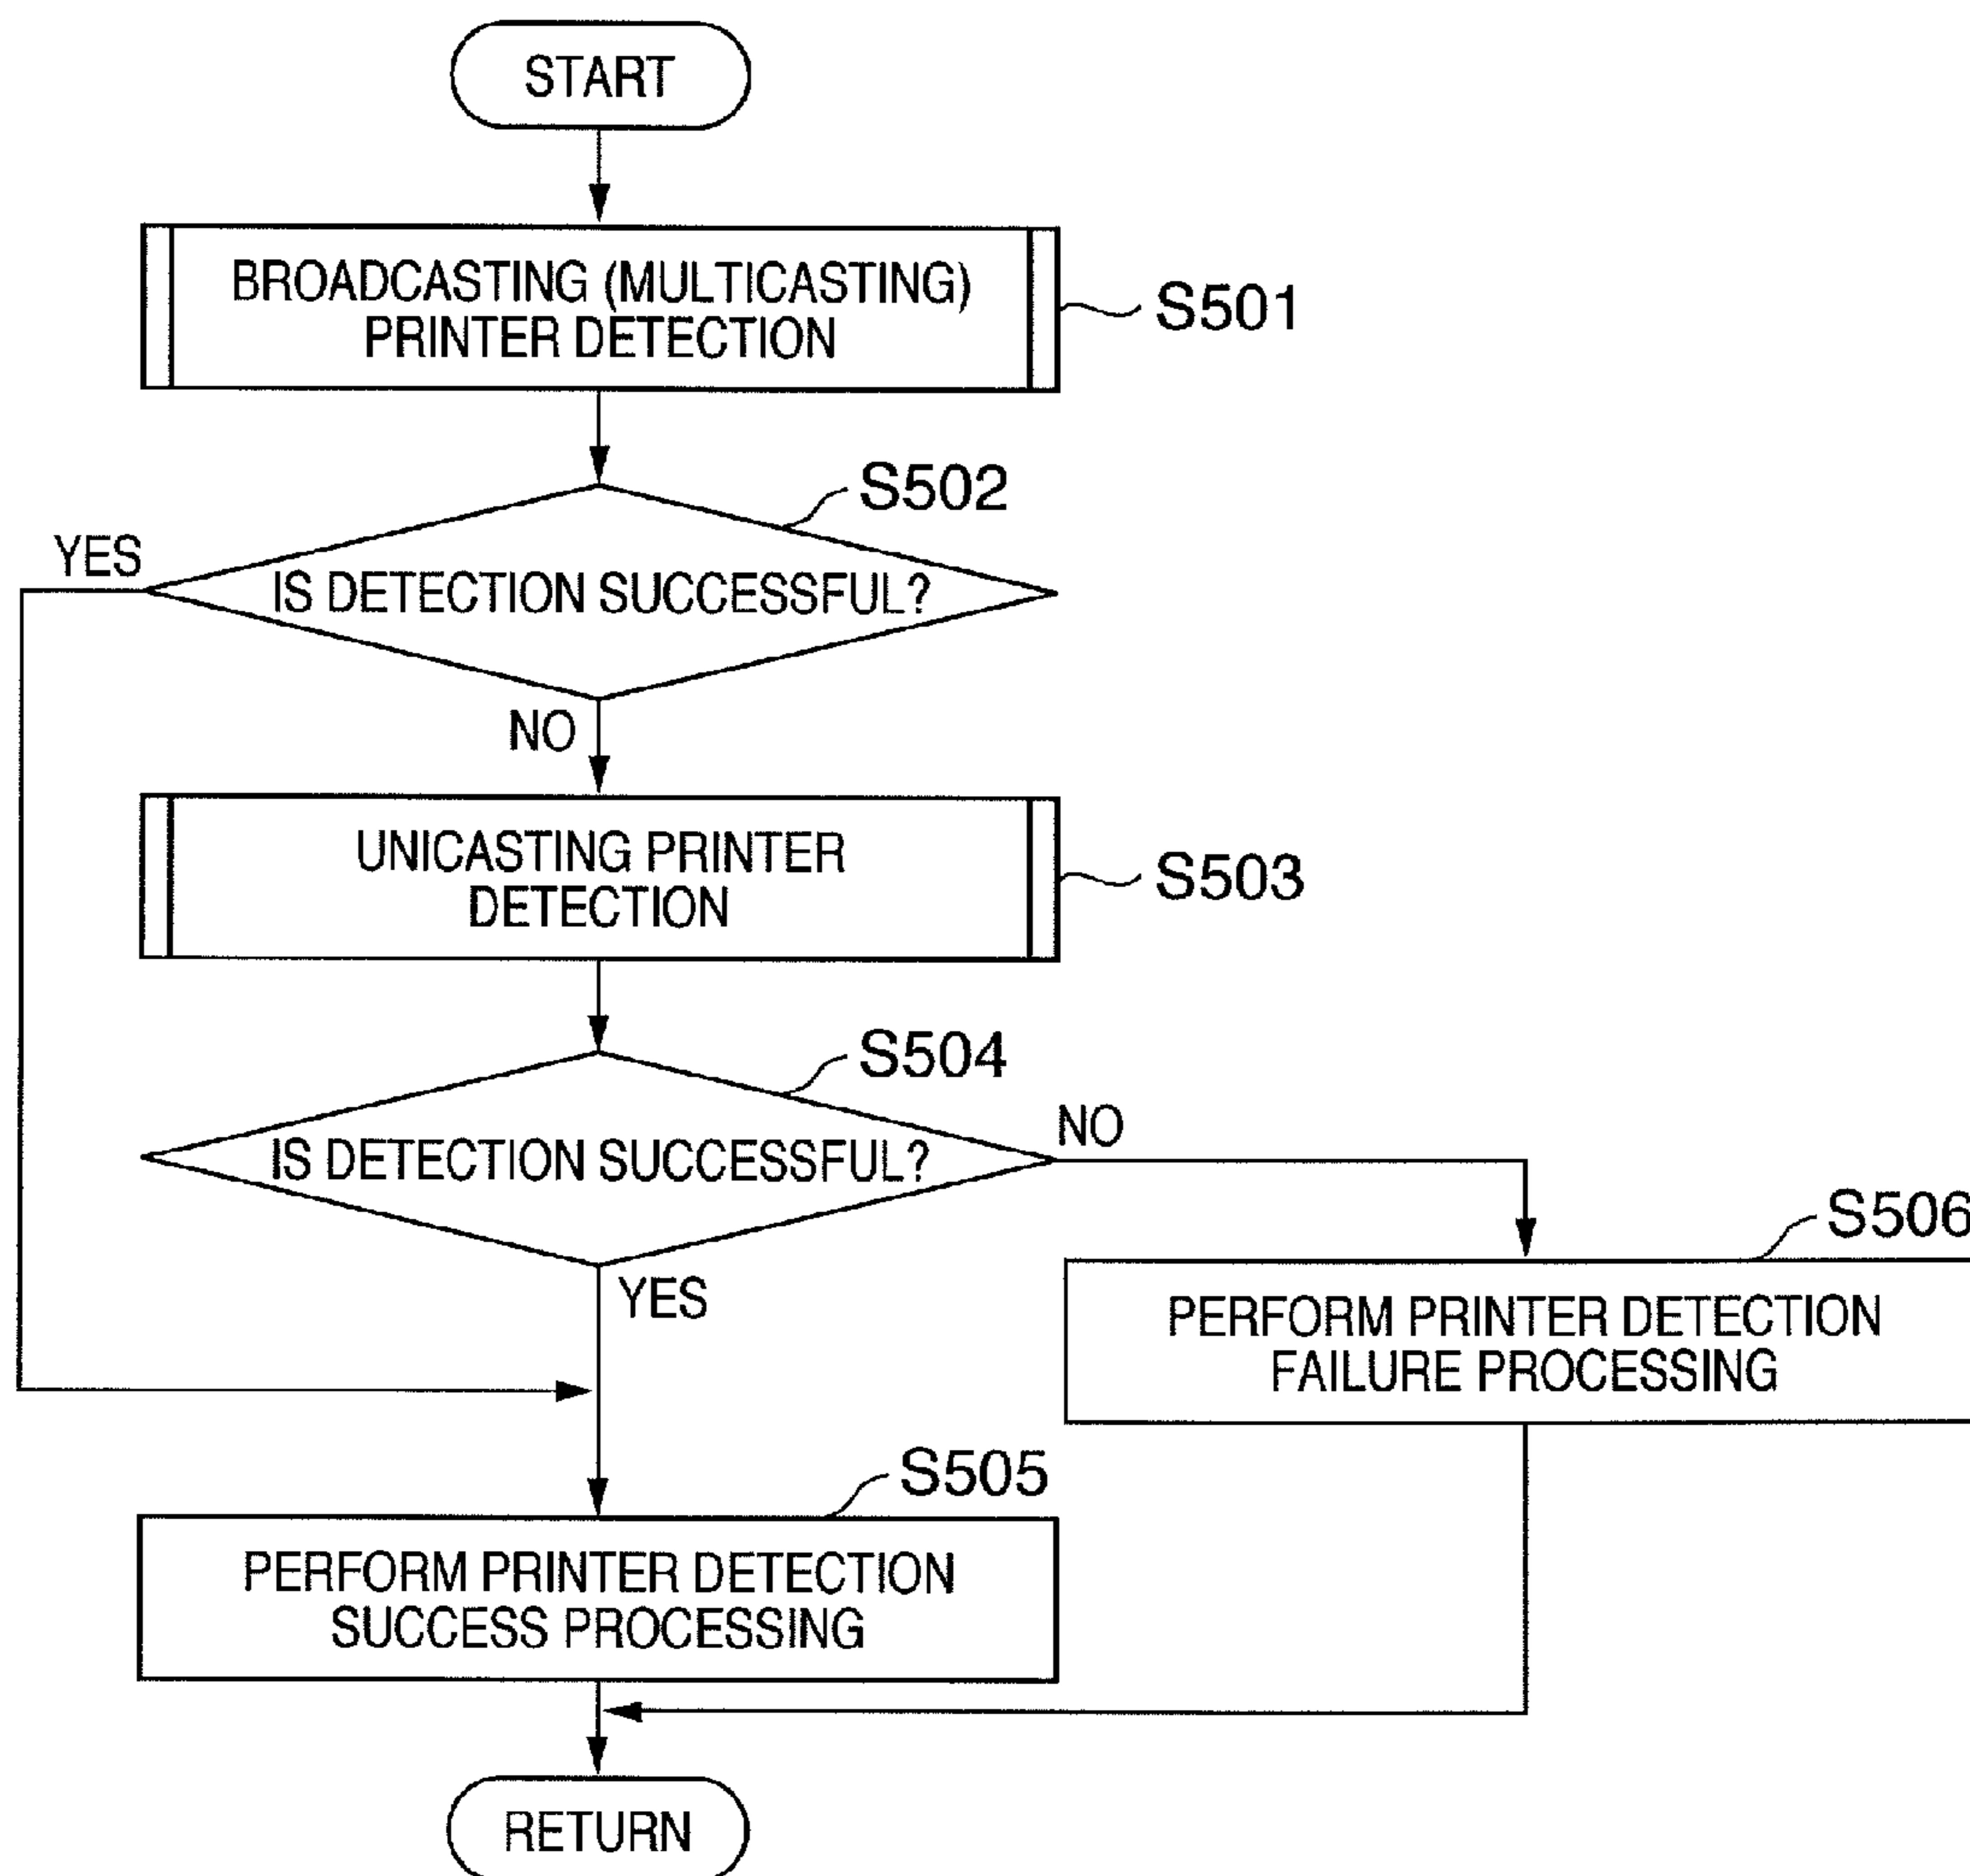 START
BROADCASTING (MULTICASTING)
PRINTER DETECTION
S501
S502
YES
IS DETECTION SUCCESSFUL?
NO
UNICASTING PRINTER
DETECTION
S503
S504
NO
IS DETECTION SUCCESSFUL?
YES
S506
PERFORM PRINTER DETECTION
FAILURE PROCESSING
S505
PERFORM PRINTER DETECTION
SUCCESS PROCESSING
RETURN